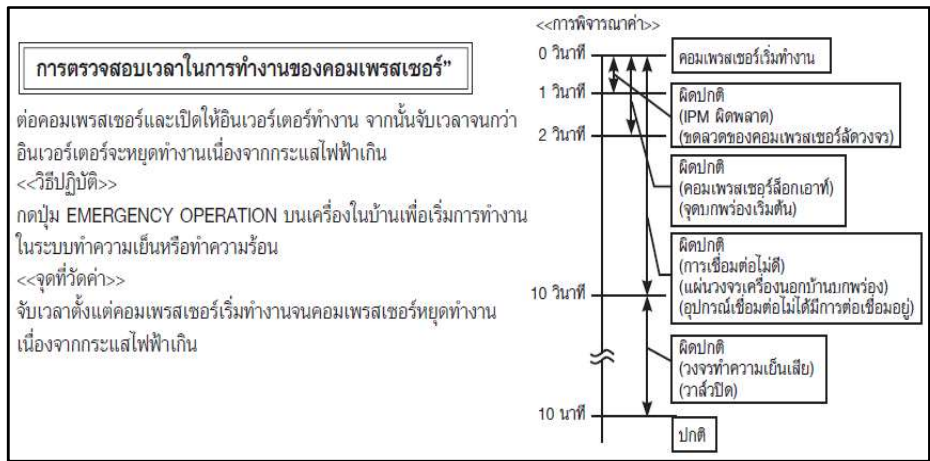 การตรวจสอบเวลาในการทำงานของคอมเพรสเซอร์”
ต่อคอมเพรสเซอร์และเปิดให้อินเวอร์เตอร์ทำงาน จากนั้นจับเวลาจนกว่า
อินเวอร์เตอร์จะหยุดทำงานเนื่องจากกระแสไฟฟ้าเกิน
<<วิธีปฏิบัติ>>
กดปุ่ม EMERGENCY OPERATION บนเครื่องในบ้านเพื่อเริ่มการทำงาน
ในระบบทำความเย็นหรือทำความร้อน
<<จุดที่วัดค่า>>
จับเวลาตั้งแต่คอมเพรสเซอร์เริ่มทำงานจนคอมเพรสเซอร์หยุดทำงาน
เนื่องจากกระแสไฟฟ้าเกิน
<<การพิจารณาค่า>>
0 วินาที
คอมเพรสเซอร์เริ่มทำงาน
1 วินาที
ผิดปกติ
(IPM ผิดพลาด)
(ขดลวดของคอมเพรสเซอร์ลัดวงจร)
2 วินาที
ผิดปกติ
(คอมเพรสเซอร์ล็อกเอาท์)
(จุดบกพร่องเริ่มต้น)
ผิดปกติ
(การเชื่อมต่อไม่ดี)
(แผ่นวงจรเครื่องนอกบ้านบกพร่อง)
(อุปกรณ์เชื่อมต่อไม่ได้มีการต่อเชื่อมอยู่)
10 วินาที
ผิดปกติ
(วงจรทำความเย็นเสีย)
(วาล์วปิด)
10 นาที
ปกติ